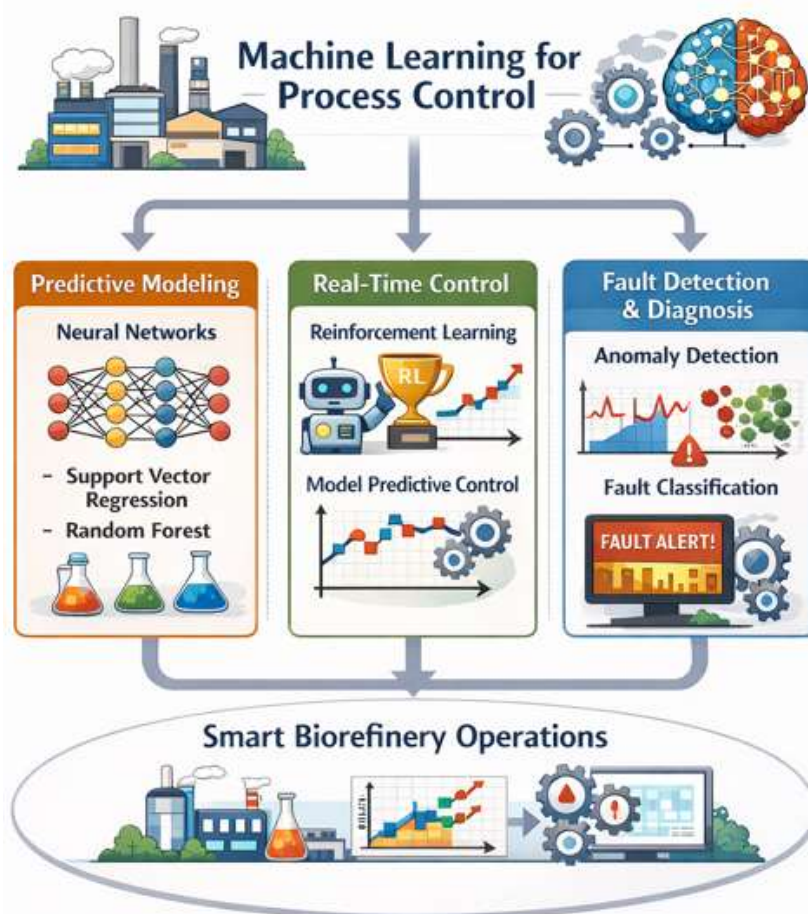 Machine Learning for
Process Control
Predictive Modeling
Neural Networks
- Support Vector
Regression
- Random Forest
Real-Time Control
Reinforcement Learning
RL
Model Predictive Control
Fault Detection
& Diagnosis
Anomaly Detection
!
Fault Classification
FAULT ALERT!
Smart Biorefinery Operations